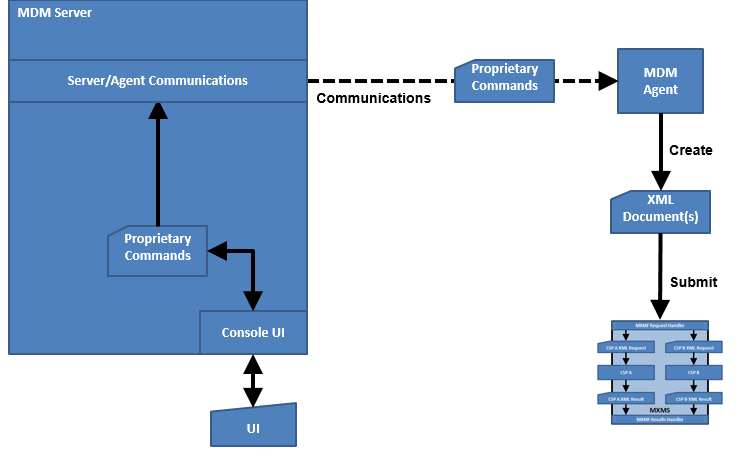 MDM Server
Server/Agent Communications
Communications
Proprietary
Commands
MDM
Agent
Create
XML
Document(s)
Submit
Proprietary
Commands
Console UI
UI
MXMF Request Handler
CSP A XML Request
CSP B XML Request
CSP A
CSP B
CSP A XML Result
CSP B XML Result
MXMS
MXMF Results Handler